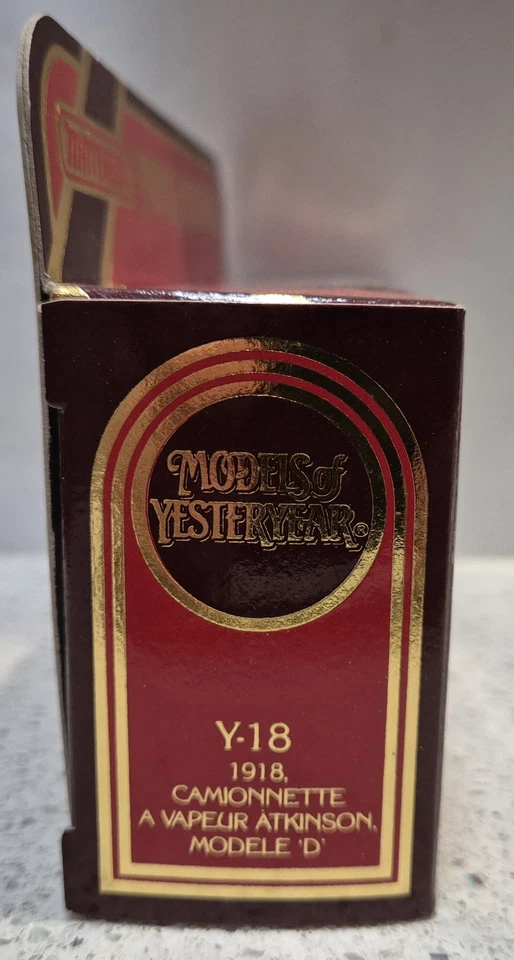 MODELS of
YESTERYEAR®
Y-18
1918,
CAMIONNETTE
A VAPEUR ATKINSON,
MODELE 'D'